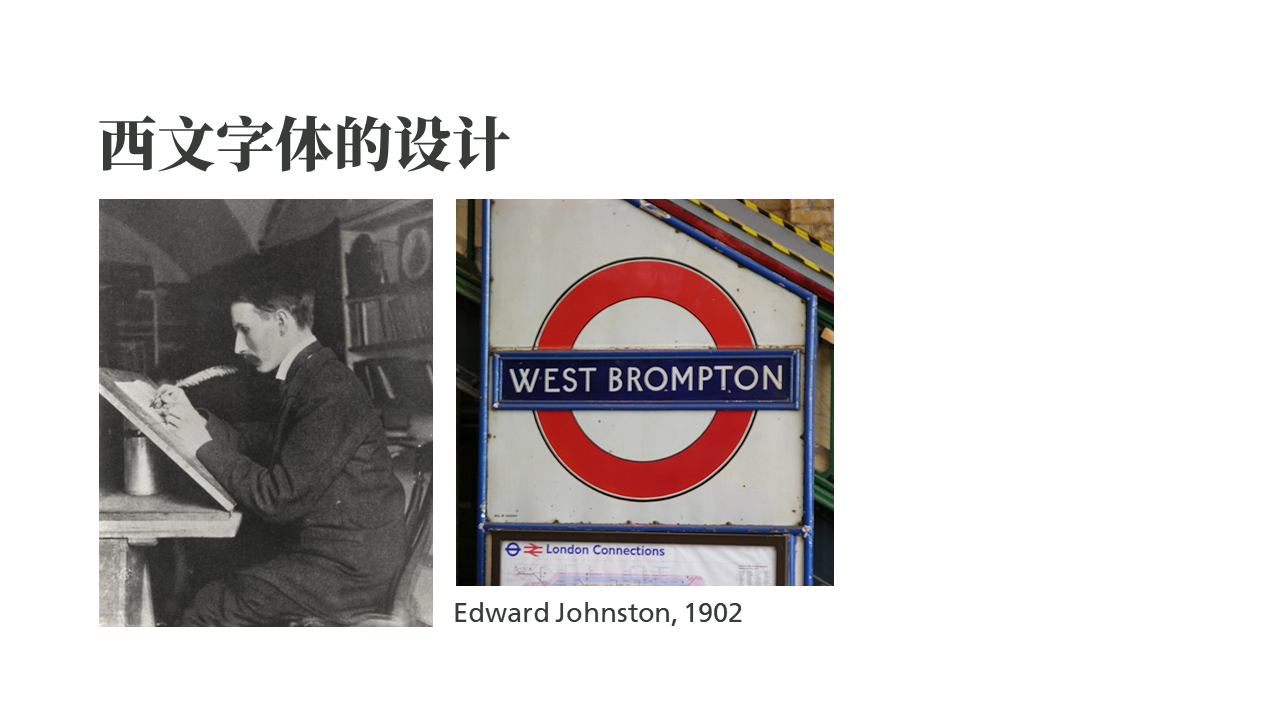 西文字体的设计
WEST BROMPTON
London Connections
Edward Johnston, 1902